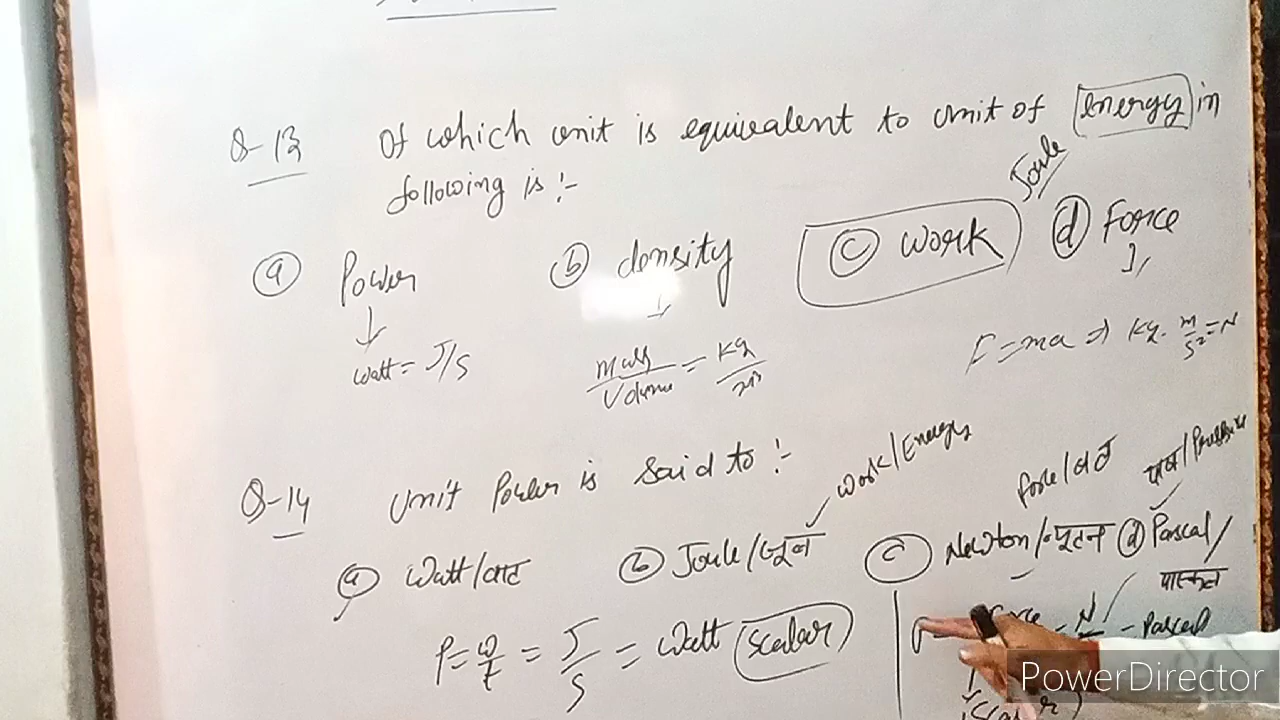 Q-13 Of which unit is equivalent to unit of energy in
following is :-
Joule
(a) Power (b) density (c) work (d) Force
watt = J/s
mass/Volume = Kg/m³
F = ma ⇒ Kg. m/s² = N
Q-14 Unit Power is said to :-
work/Energy
force/बल
दाब/Pressure
(a) Watt/वाट (b) Joule/जूल (c) Newton/न्यूटन (d) Pascal/
पास्कल
P = w/t = J/s = Watt (scalar)
= N/ = Pascal
PowerDirector